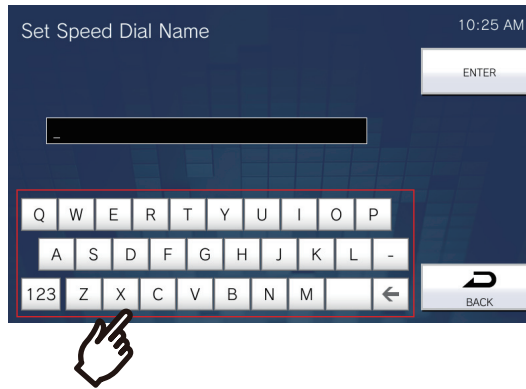 Set Speed Dial Name
10:25 AM
ENTER
_
Q W E R T Y U I O P
A S D F G H J K L -
123 Z X C V B N M ←
BACK